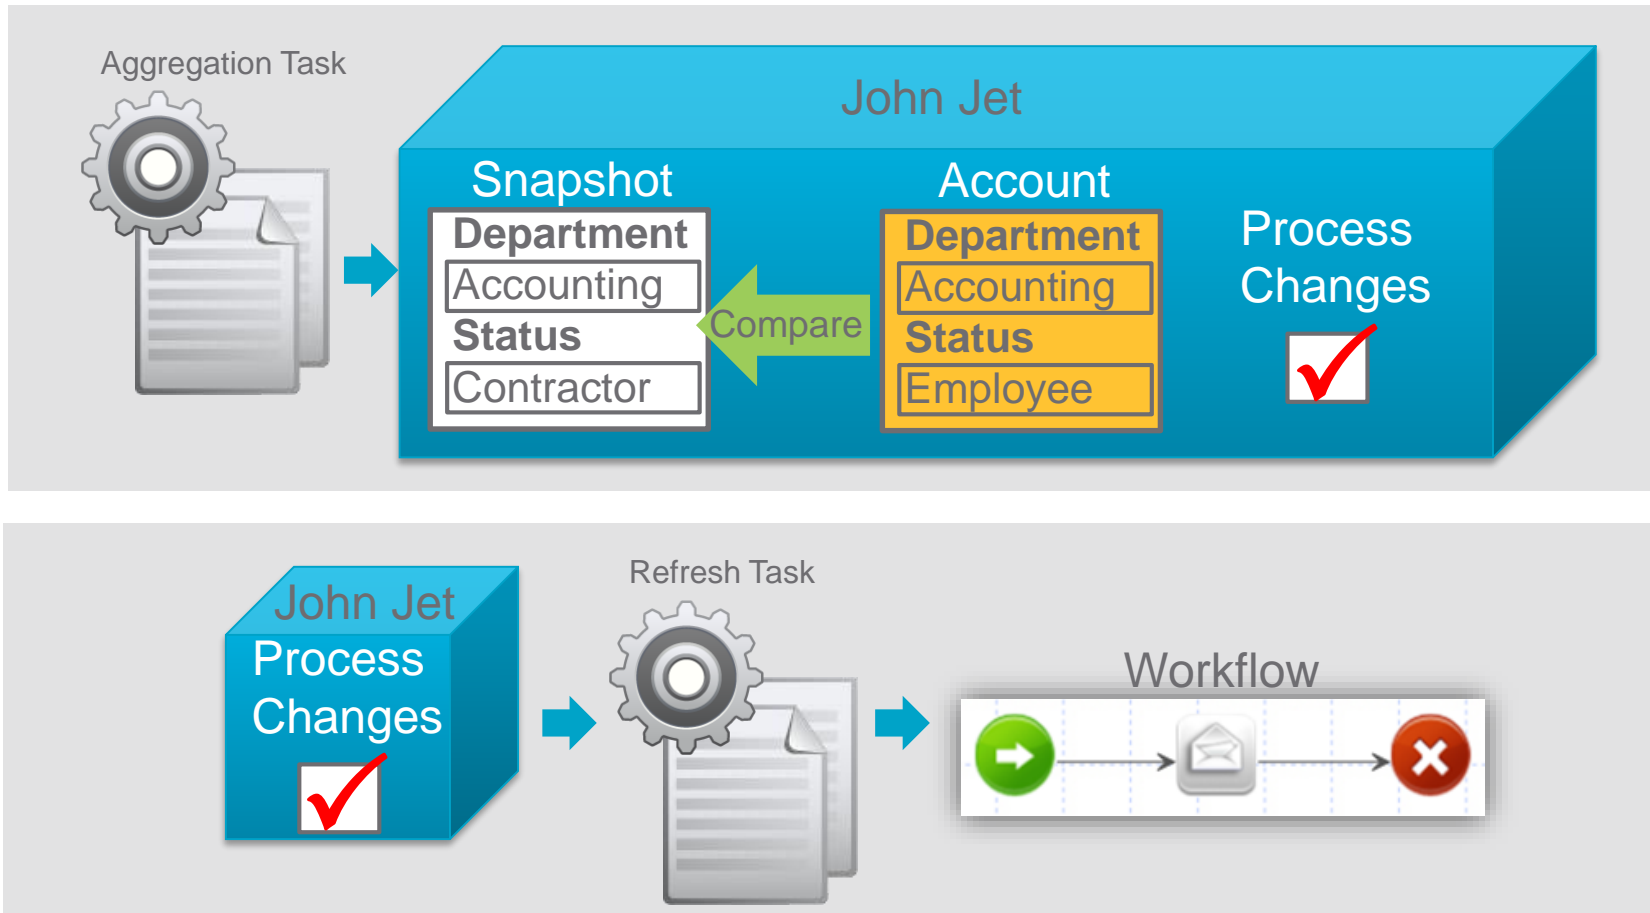 Aggregation Task
John Jet
Snapshot
Department
Accounting
Status
Contractor
Compare
Account
Department
Accounting
Status
Employee
Process
Changes
John Jet
Process
Changes
Refresh Task
Workflow